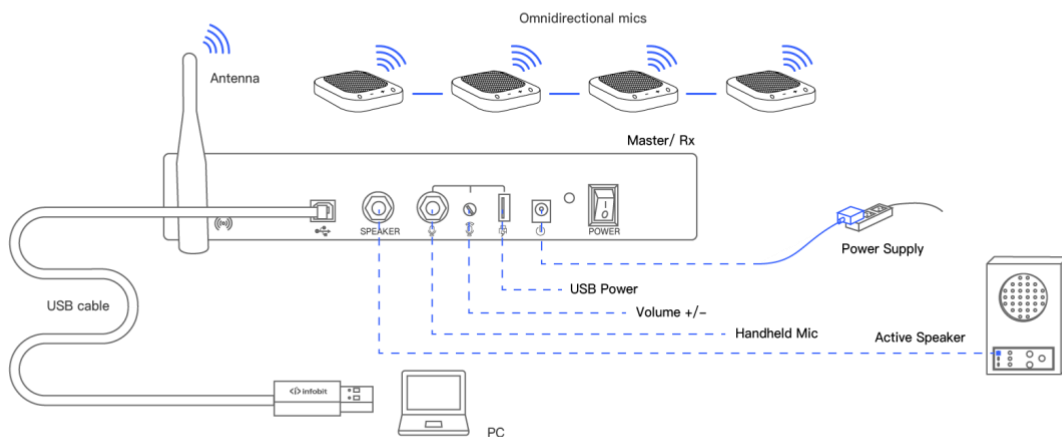 Omnidirectional mics
Antenna
Master/ Rx
SPEAKER
POWER
Power Supply
USB Power
USB cable
Volume +/−
Handheld Mic
Active Speaker
infobit
PC